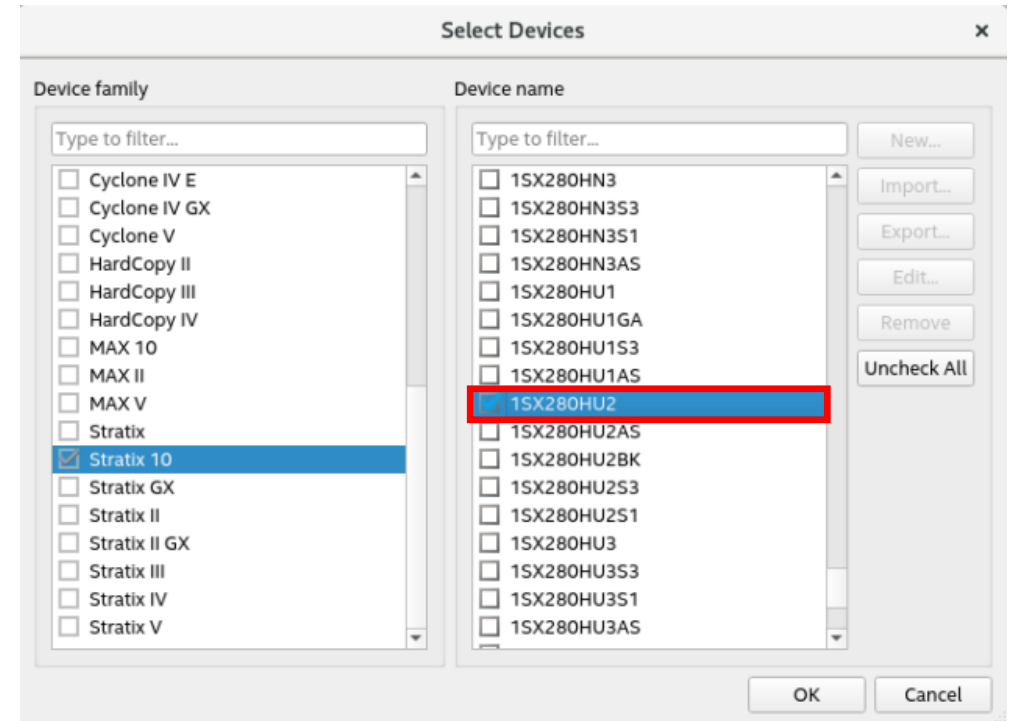 Select Devices
Device family
Device name
Type to filter...
Type to filter...
Cyclone IV E
Cyclone IV GX
Cyclone V
HardCopy II
HardCopy III
HardCopy IV
MAX 10
MAX II
MAX V
Stratix
Stratix 10
Stratix GX
Stratix II
Stratix II GX
Stratix III
Stratix IV
Stratix V
1SX280HN3
1SX280HN3S3
1SX280HN3S1
1SX280HN3AS
1SX280HU1
1SX280HU1GA
1SX280HU1S3
1SX280HU1AS
1SX280HU2
1SX280HU2AS
1SX280HU2BK
1SX280HU2S3
1SX280HU2S1
1SX280HU3
1SX280HU3S3
1SX280HU3S1
1SX280HU3AS
New...
Import...
Export...
Edit...
Remove
Uncheck All
OK
Cancel